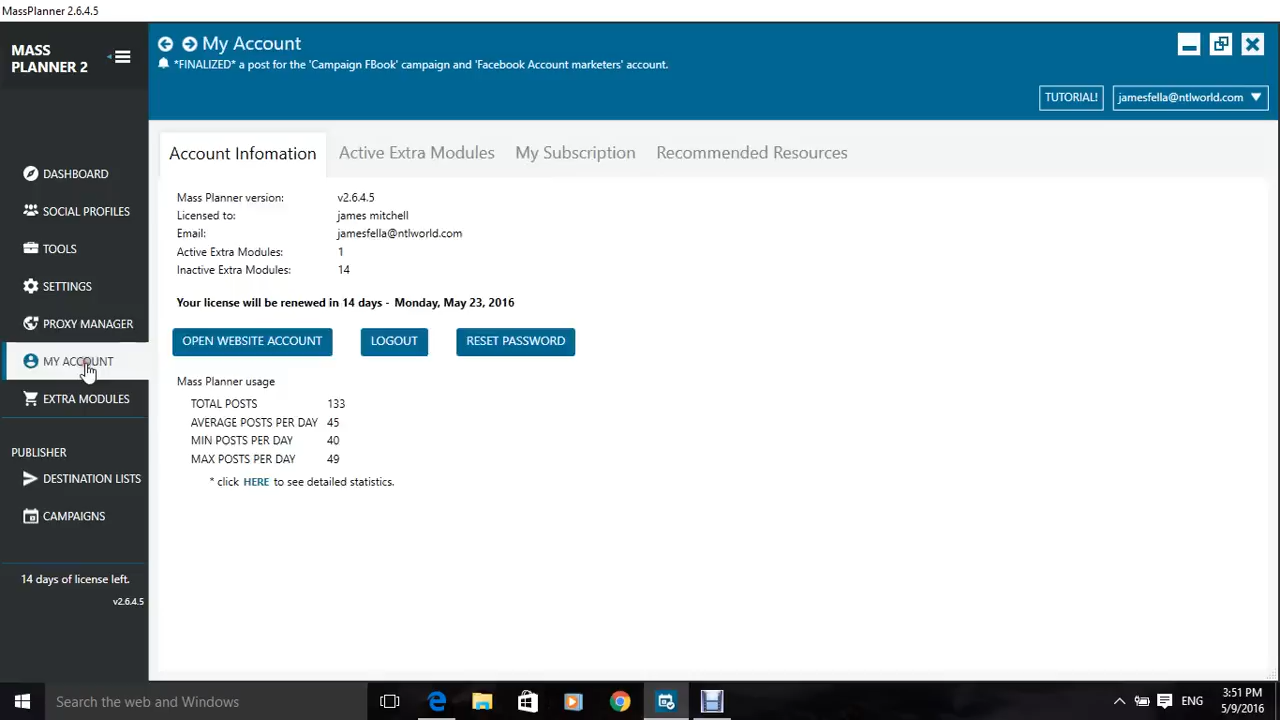 MassPlanner 2.6.4.5
MASS
PLANNER 2
My Account
*FINALIZED* a post for the 'Campaign FBook' campaign and 'Facebook Account marketers' account.
TUTORIAL!
jamesfella@ntlworld.com
DASHBOARD
SOCIAL PROFILES
TOOLS
SETTINGS
PROXY MANAGER
MY ACCOUNT
EXTRA MODULES
PUBLISHER
DESTINATION LISTS
CAMPAIGNS
14 days of license left.
v2.6.4.5
Account Infomation
Active Extra Modules
My Subscription
Recommended Resources
Mass Planner version: v2.6.4.5
Licensed to: james mitchell
Email: jamesfella@ntlworld.com
Active Extra Modules: 1
Inactive Extra Modules: 14
Your license will be renewed in 14 days - Monday, May 23, 2016
OPEN WEBSITE ACCOUNT
LOGOUT
RESET PASSWORD
Mass Planner usage
TOTAL POSTS 133
AVERAGE POSTS PER DAY 45
MIN POSTS PER DAY 40
MAX POSTS PER DAY 49
* click HERE to see detailed statistics.
Search the web and Windows
ENG
3:51 PM
5/9/2016